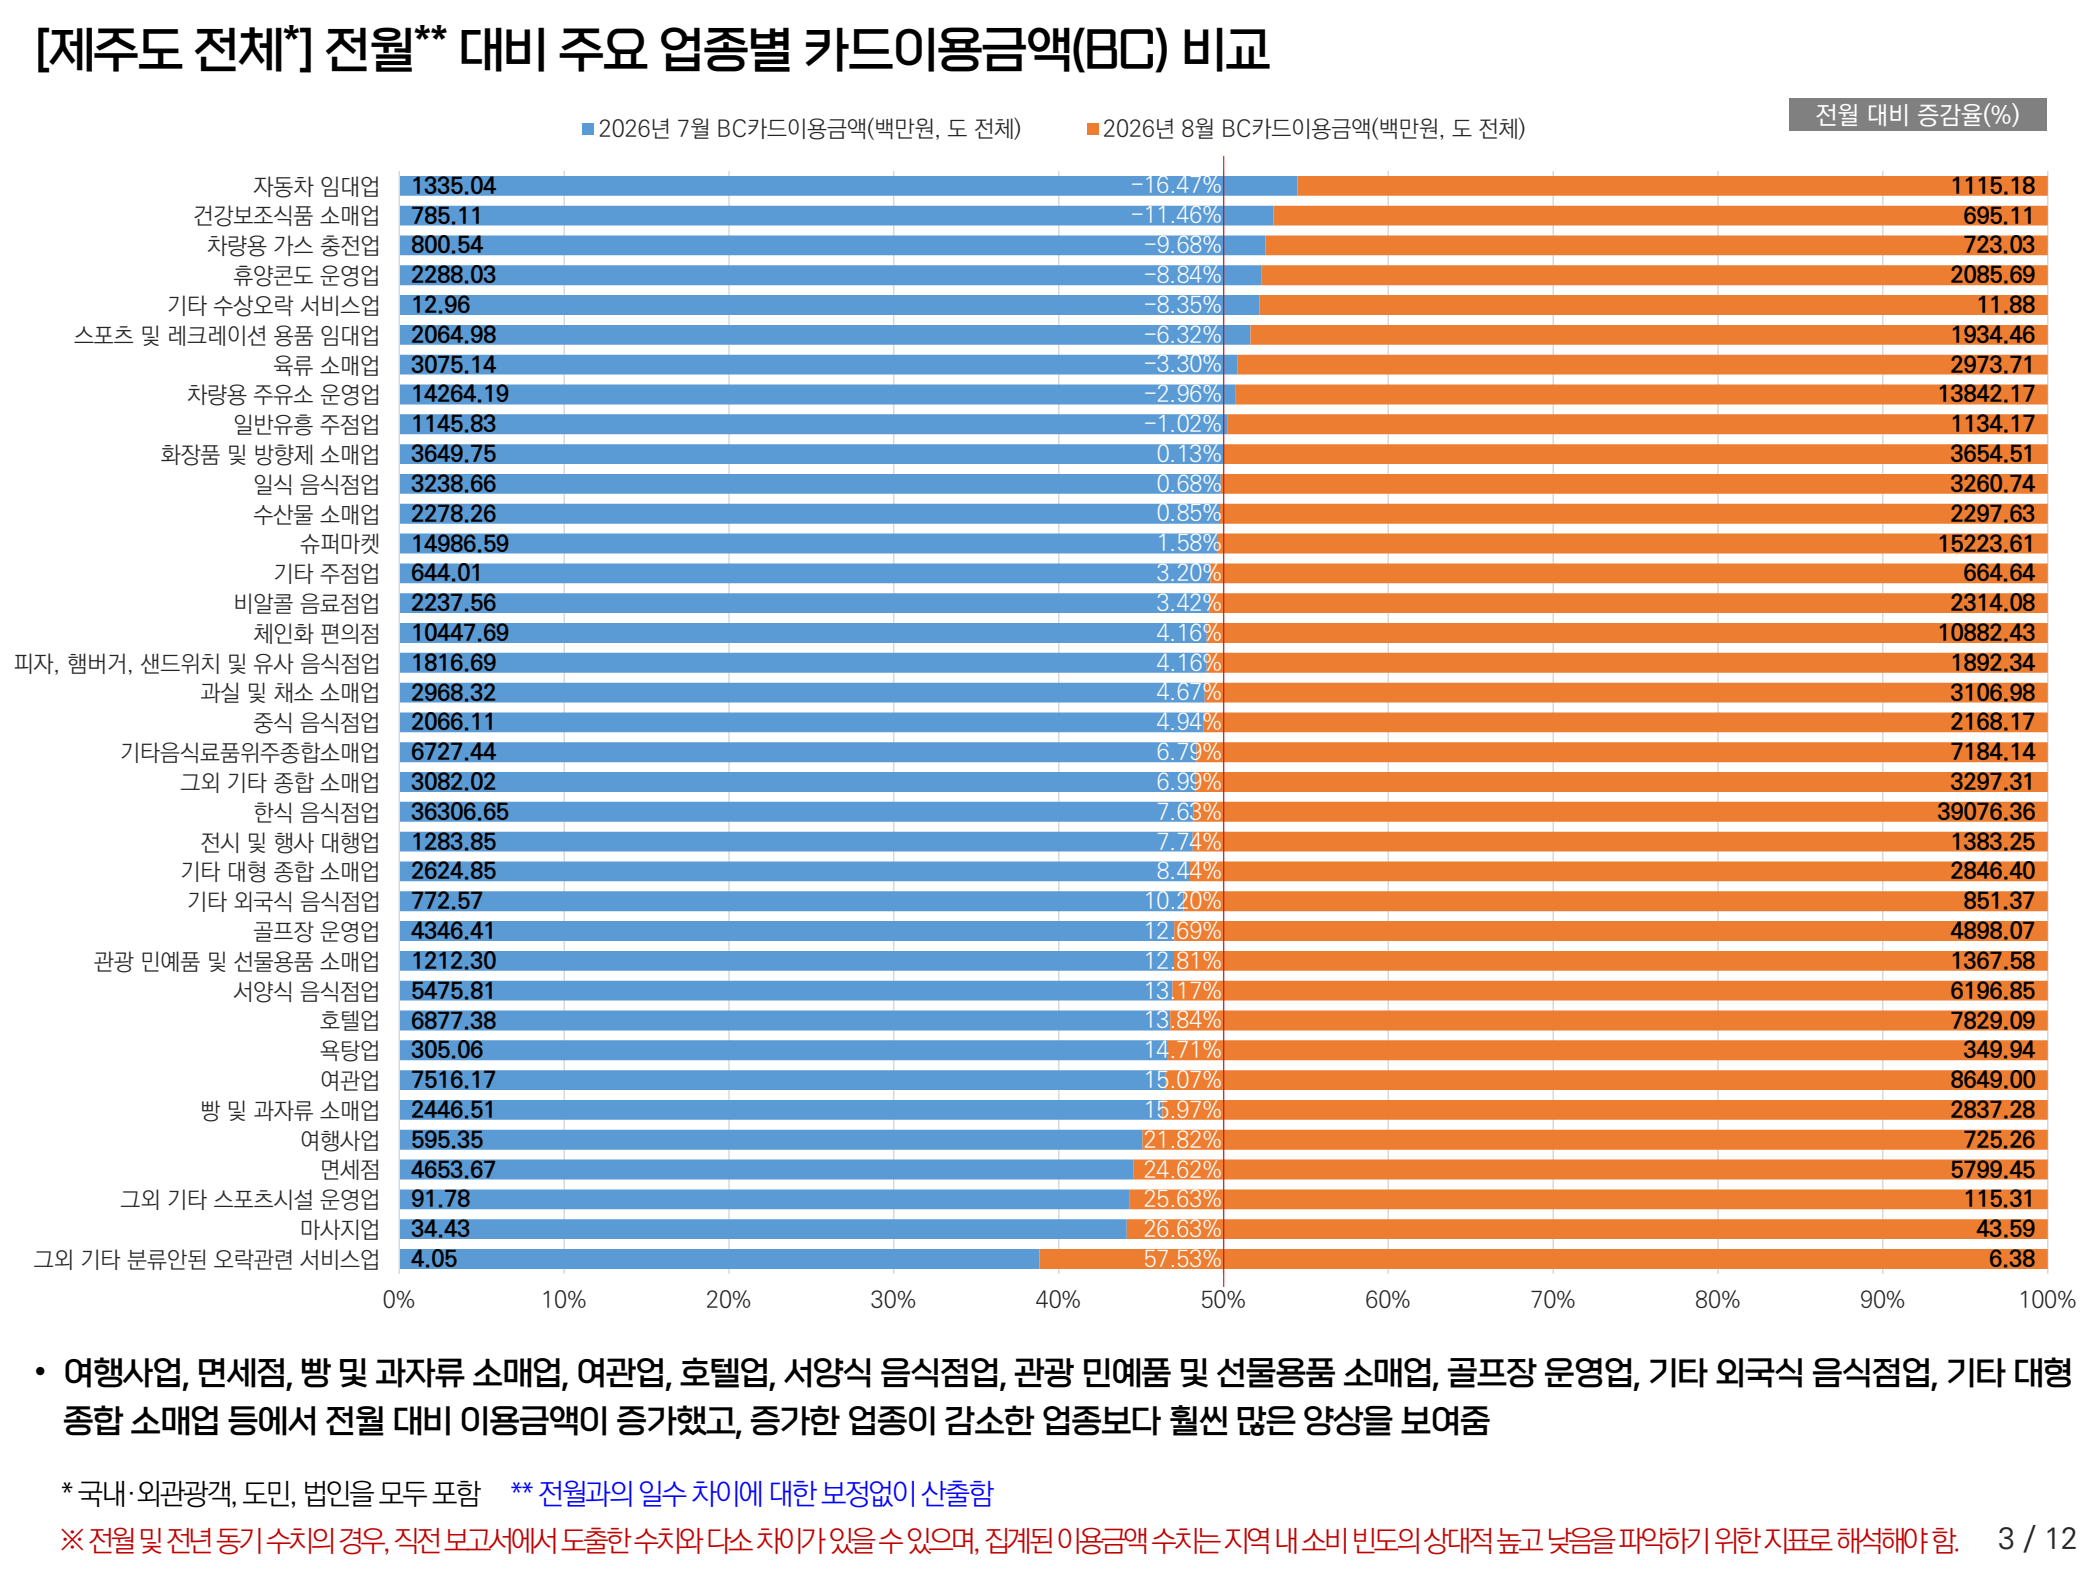 [제주도 전체*] 전월** 대비 주요 업종별 카드이용금액(BC) 비교
전월 대비 증감율(%)
2026년 7월 BC카드이용금액(백만원, 도 전체) 2026년 8월 BC카드이용금액(백만원, 도 전체)
자동차 임대업 1335.04 -16.47% 1115.18
건강보조식품 소매업 785.11 -11.46% 695.11
차량용 가스 충전업 800.54 -9.68% 723.03
휴양콘도 운영업 2288.03 -8.84% 2085.69
기타 수상오락 서비스업 12.96 -8.35% 11.88
스포츠 및 레크레이션 용품 임대업 2064.98 -6.32% 1934.46
육류 소매업 3075.14 -3.30% 2973.71
차량용 주유소 운영업 14264.19 -2.96% 13842.17
일반유흥 주점업 1145.83 -1.02% 1134.17
화장품 및 방향제 소매업 3649.75 0.13% 3654.51
일식 음식점업 3238.66 0.68% 3260.74
수산물 소매업 2278.26 0.85% 2297.63
슈퍼마켓 14986.59 1.58% 15223.61
기타 주점업 644.01 3.20% 664.64
비알콜 음료점업 2237.56 3.42% 2314.08
체인화 편의점 10447.69 4.16% 10882.43
피자, 햄버거, 샌드위치 및 유사 음식점업 1816.69 4.16% 1892.34
과실 및 채소 소매업 2968.32 4.67% 3106.98
중식 음식점업 2066.11 4.94% 2168.17
기타음식료품위주종합소매업 6727.44 6.79% 7184.14
그외 기타 종합 소매업 3082.02 6.99% 3297.31
한식 음식점업 36306.65 7.63% 39076.36
전시 및 행사 대행업 1283.85 7.74% 1383.25
기타 대형 종합 소매업 2624.85 8.44% 2846.40
기타 외국식 음식점업 772.57 10.20% 851.37
골프장 운영업 4346.41 12.69% 4898.07
관광 민예품 및 선물용품 소매업 1212.30 12.81% 1367.58
서양식 음식점업 5475.81 13.17% 6196.85
호텔업 6877.38 13.84% 7829.09
욕탕업 305.06 14.71% 349.94
여관업 7516.17 15.07% 8649.00
빵 및 과자류 소매업 2446.51 15.97% 2837.28
여행사업 595.35 21.82% 725.26
면세점 4653.67 24.62% 5799.45
그외 기타 스포츠시설 운영업 91.78 25.63% 115.31
마사지업 34.43 26.63% 43.59
그외 기타 분류안된 오락관련 서비스업 4.05 57.53% 6.38
0% 10% 20% 30% 40% 50% 60% 70% 80% 90% 100%
• 여행사업, 면세점, 빵 및 과자류 소매업, 여관업, 호텔업, 서양식 음식점업, 관광 민예품 및 선물용품 소매업, 골프장 운영업, 기타 외국식 음식점업, 기타 대형
종합 소매업 등에서 전월 대비 이용금액이 증가했고, 증가한 업종이 감소한 업종보다 훨씬 많은 양상을 보여줌
* 국내·외관광객, 도민, 법인을 모두 포함 ** 전월과의 일수 차이에 대한 보정없이 산출함
※ 전월 및 전년 동기 수치의 경우, 직전 보고서에서 도출한 수치와 다소 차이가 있을 수 있으며, 집계된 이용금액 수치는 지역 내 소비 빈도의 상대적 높고 낮음을 파악하기 위한 지표로 해석해야 함. 3 / 12